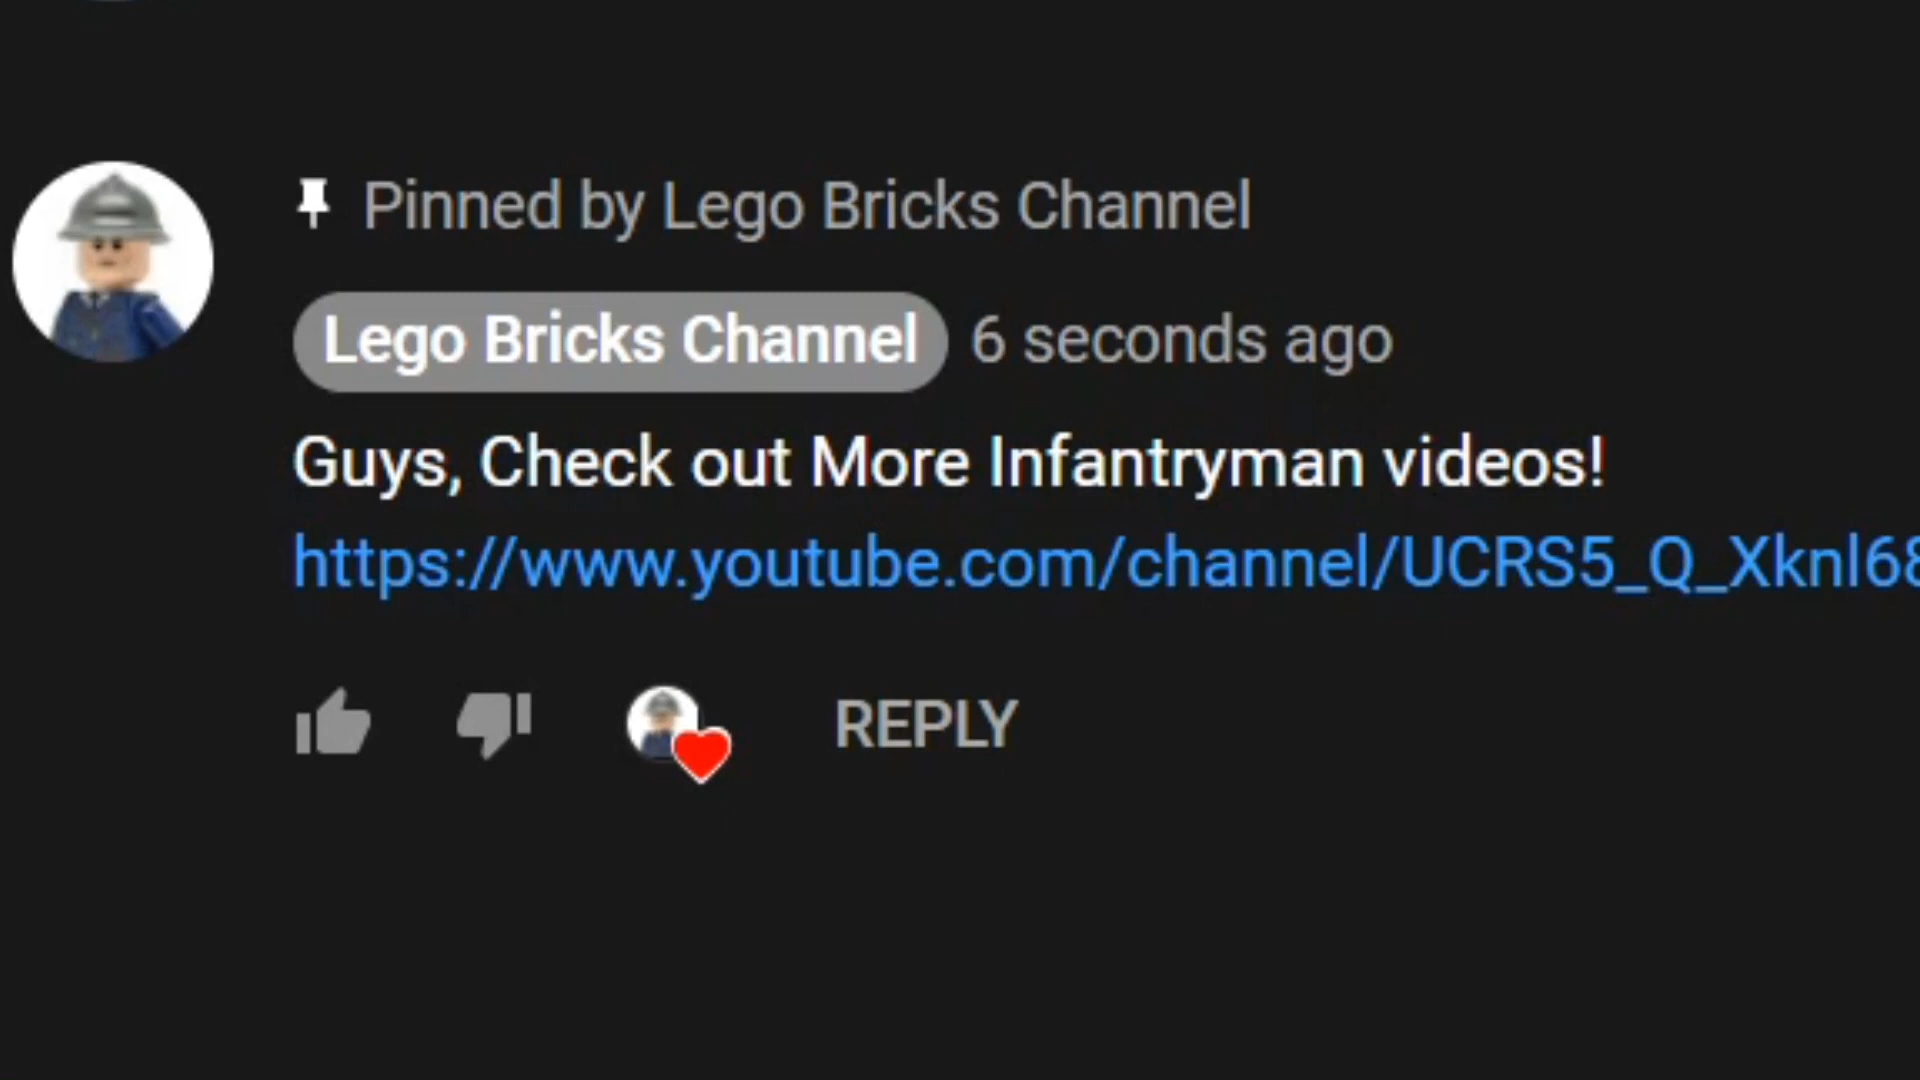 Pinned by Lego Bricks Channel
Lego Bricks Channel 6 seconds ago
Guys, Check out More Infantryman videos!
https://www.youtube.com/channel/UCRS5_Q_Xknl68
REPLY